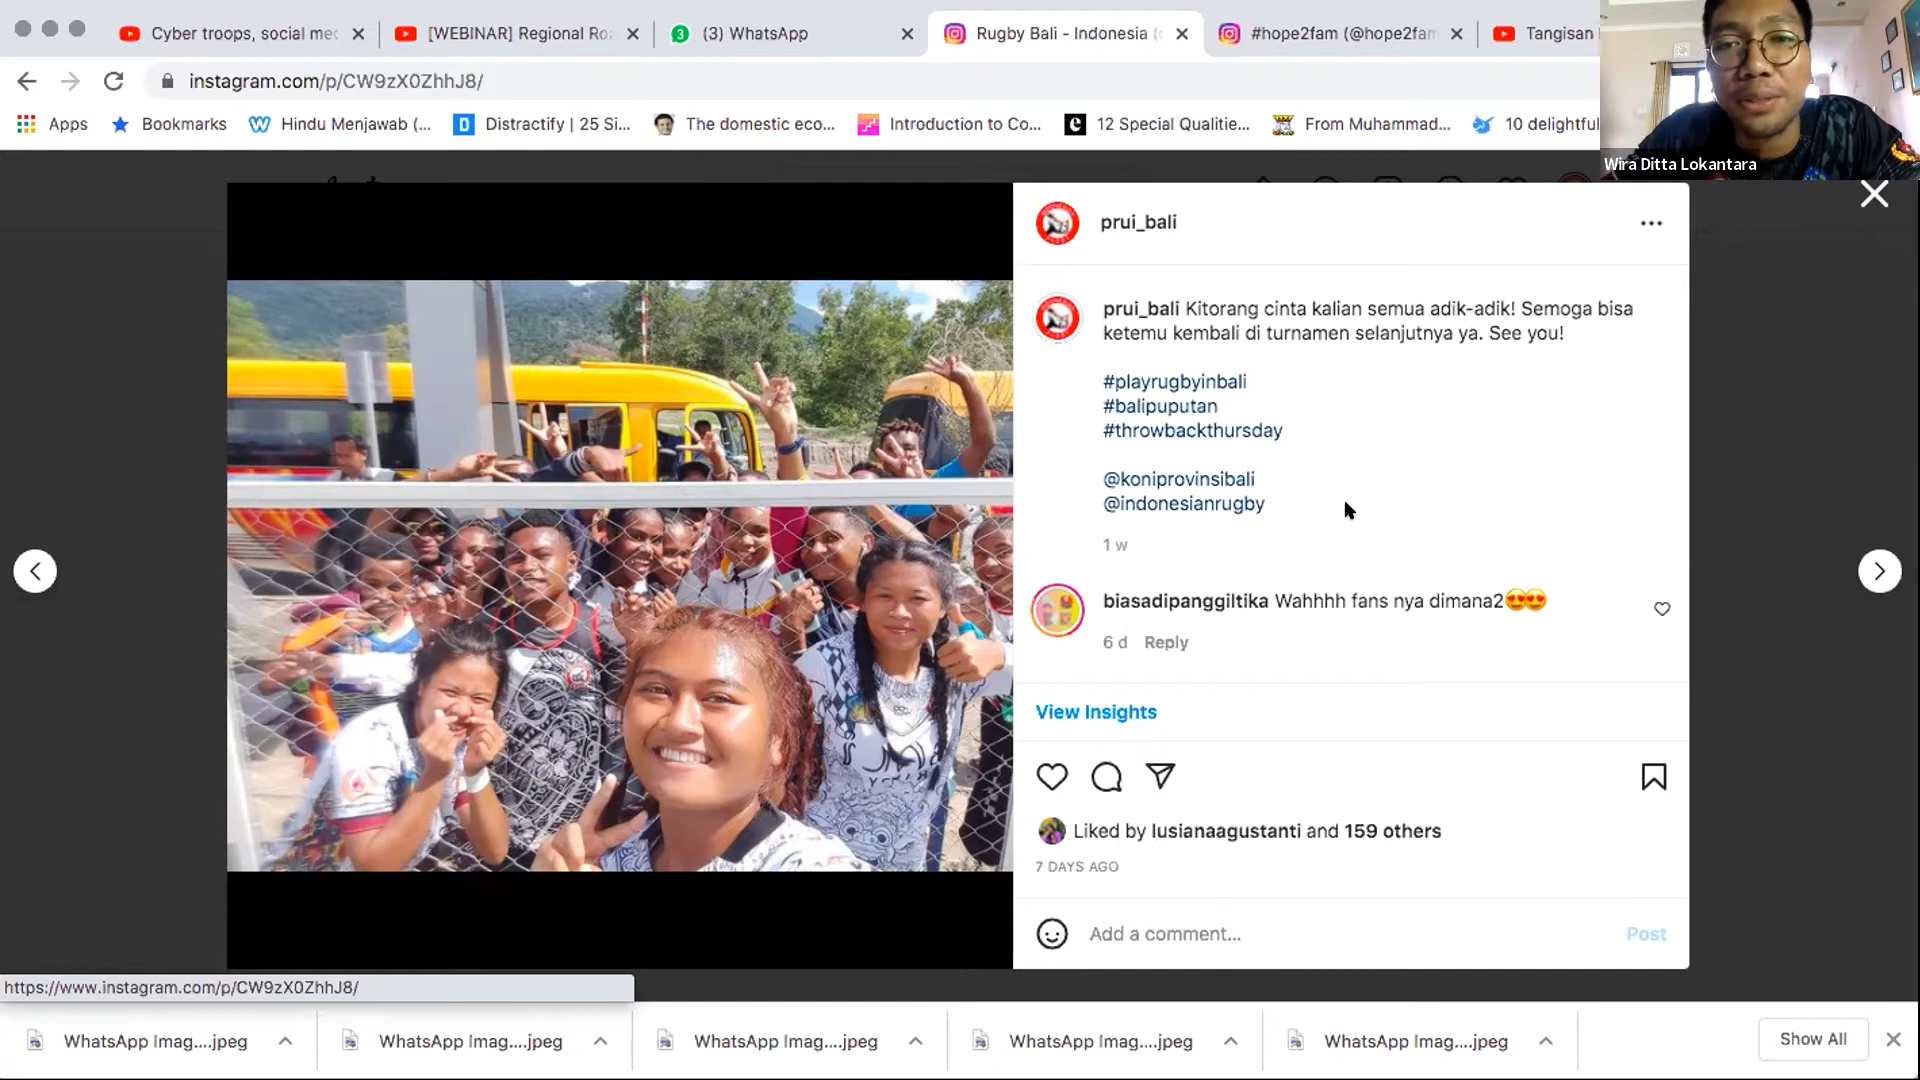 Cyber troops, social me
[WEBINAR] Regional Ro
3
(3) WhatsApp
Rugby Bali - Indonesia (
#hope2fam (@hope2fam
Tangisan
instagram.com/p/CW9zX0ZhhJ8/
Apps
Bookmarks
Hindu Menjawab (...
Distractify | 25 Si...
The domestic eco...
Introduction to Co...
12 Special Qualitie...
From Muhammad...
10 delightful
Wira Ditta Lokantara
prui_bali
prui_bali Kitorang cinta kalian semua adik-adik! Semoga bisa
ketemu kembali di turnamen selanjutnya ya. See you!
#playrugbyinbali
#balipuputan
#throwbackthursday
@koniprovinsibali
@indonesianrugby
1 w
biasadipanggiltika Wahhhh fans nya dimana2😍😍
6 d Reply
View Insights
Liked by lusianaagustanti and 159 others
7 DAYS AGO
Add a comment...
Post
https://www.instagram.com/p/CW9zX0ZhhJ8/
WhatsApp Imag....jpeg
WhatsApp Imag....jpeg
WhatsApp Imag....jpeg
WhatsApp Imag....jpeg
WhatsApp Imag....jpeg
Show All